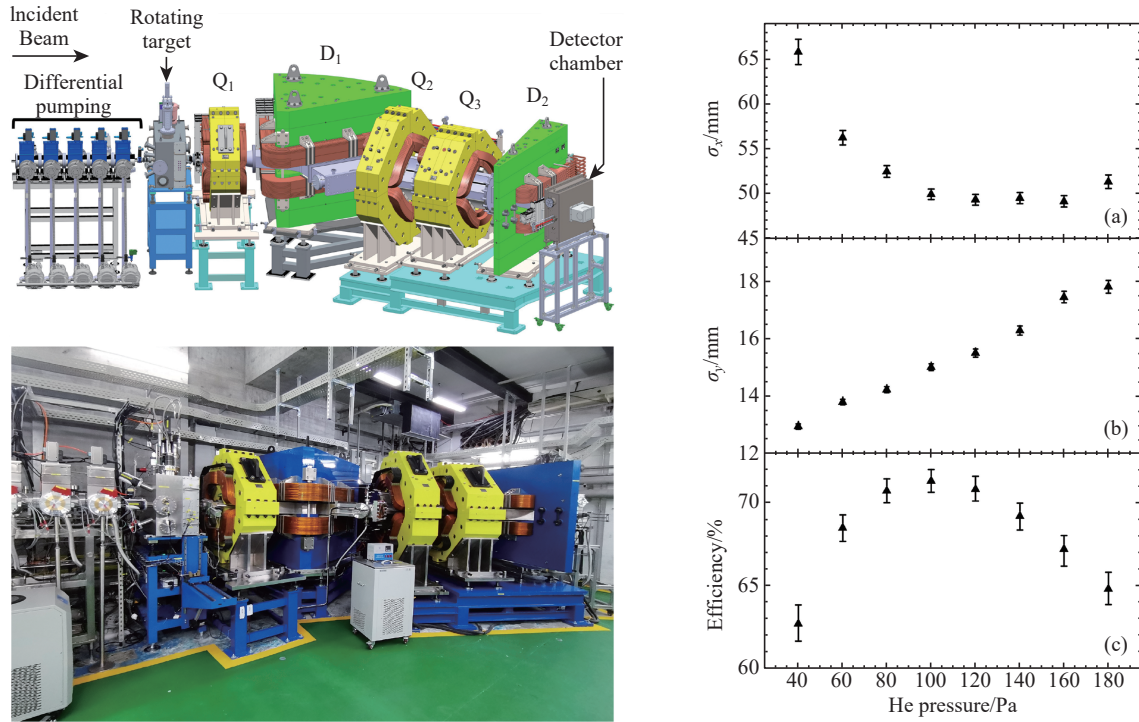 Incident
Beam
Rotating
target
Differential
pumping
Q₁
D₁
Q₂
Q₃
D₂
Detector
chamber
σₓ/mm
65
60
55
50
45
(a)
σᵧ/mm
18
16
14
12
(b)
Efficiency/%
70
65
60
(c)
40 60 80 100 120 140 160 180
He pressure/Pa